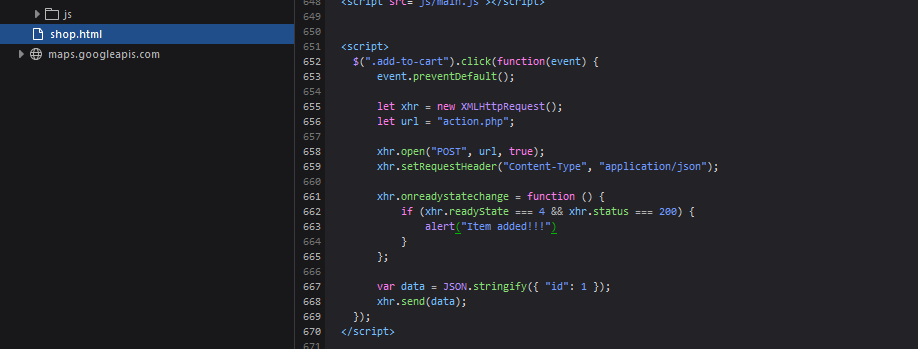 js
shop.html
maps.googleapis.com
648 <script src="js/main.js"></script>
649
650
651 <script>
652 $(".add-to-cart").click(function(event) {
653 event.preventDefault();
654
655 let xhr = new XMLHttpRequest();
656 let url = "action.php";
657
658 xhr.open("POST", url, true);
659 xhr.setRequestHeader("Content-Type", "application/json");
660
661 xhr.onreadystatechange = function () {
662 if (xhr.readyState === 4 && xhr.status === 200) {
663 alert("Item added!!!")
664 }
665 };
666
667 var data = JSON.stringify({ "id": 1 });
668 xhr.send(data);
669 });
670 </script>
671